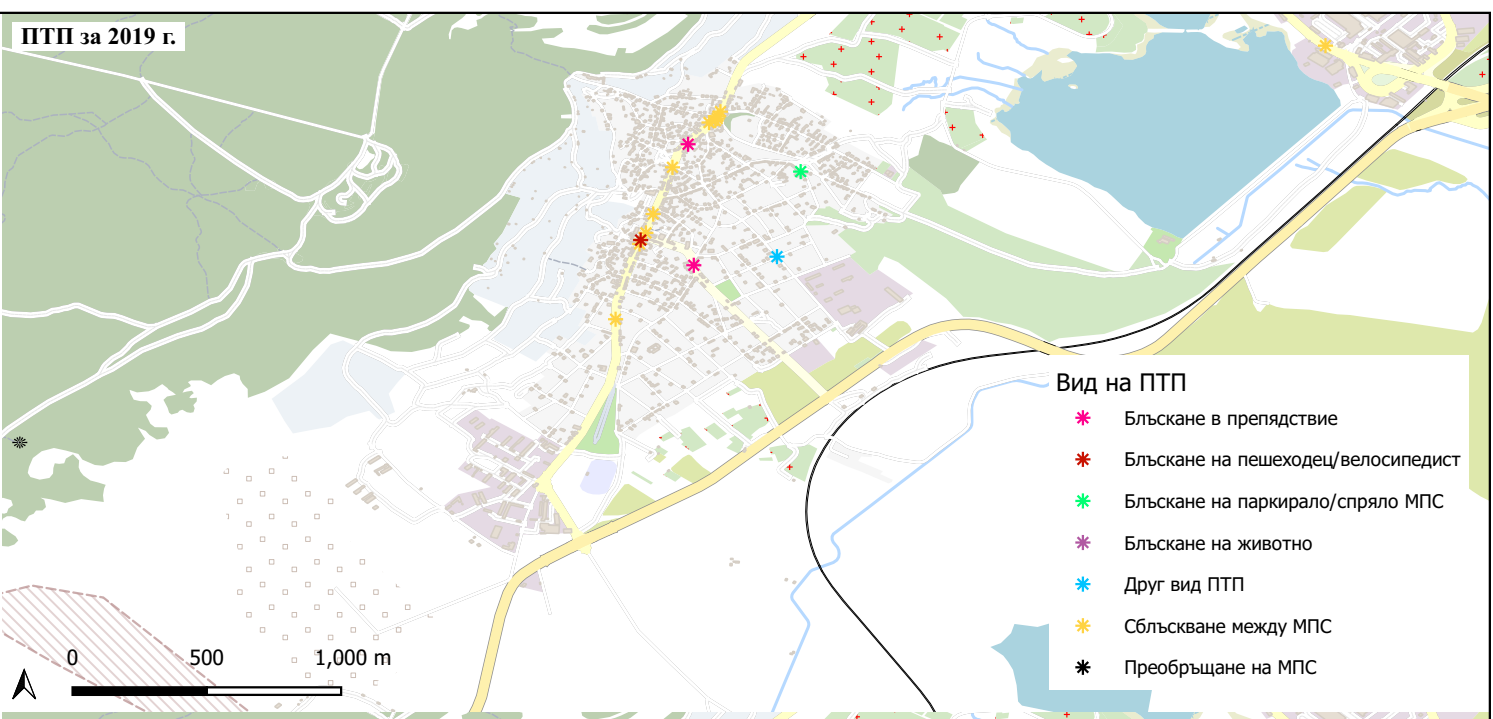 ПТП за 2019 г.
Вид на ПТП
Блъскане в препядствие
Блъскане на пешеходец/велосипедист
Блъскане на паркирало/спряло МПС
Блъскане на животно
Друг вид ПТП
Сблъскване между МПС
Преобръщане на МПС
0 500 1,000 m